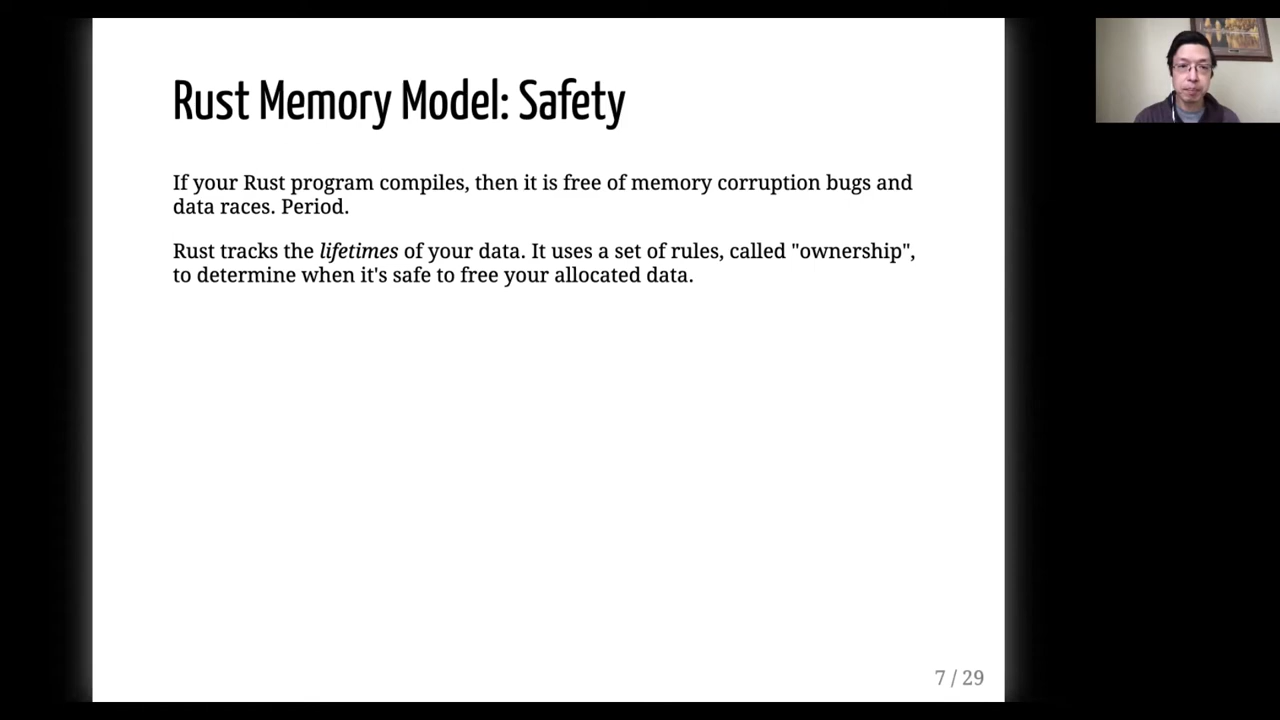 Rust Memory Model: Safety
If your Rust program compiles, then it is free of memory corruption bugs and
data races. Period.
Rust tracks the lifetimes of your data. It uses a set of rules, called "ownership",
to determine when it's safe to free your allocated data.
7 / 29